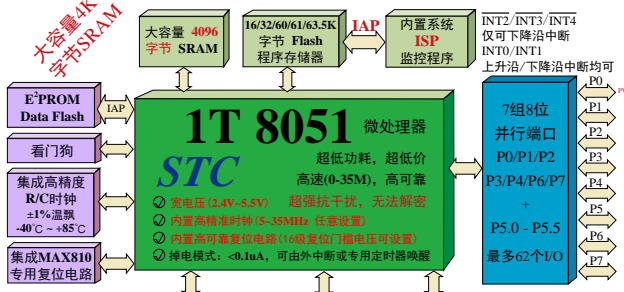 大容量4K
字节SRAM
大容量 4096
字节 SRAM
16/32/60/61/63.5K
字节 Flash
程序存储器
IAP
内置系统
ISP
监控程序
INT2/INT3/INT4
仅可下降沿中断
INT0/INT1
上升沿/下降沿中断均可
E²PROM
Data Flash
IAP
看门狗
集成高精度
R/C时钟
±1%温飘
-40℃ ~ +85℃
集成MAX810
专用复位电路
1T 8051 微处理器
STC
超低功耗，超低价
高速(0-35M)，高可靠
宽电压(2.4V~5.5V) 超强抗干扰，无法解密
内置高精准时钟(5~35MHz 任意设置)
内置高可靠复位电路(16级复位门槛电压可设置)
掉电模式：<0.1uA，可由外中断或专用定时器唤醒
7组8位
并行端口
P0/P1/P2
P3/P4/P6/P7
+
P5.0 - P5.5
最多62个I/O
P0
P1
P2
P3
P4
P5
P6
P7